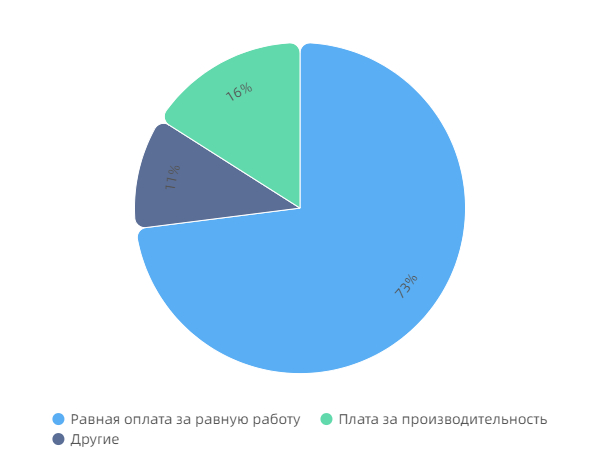 16%
11%
73%
Равная оплата за равную работу
Плата за производительность
Другие